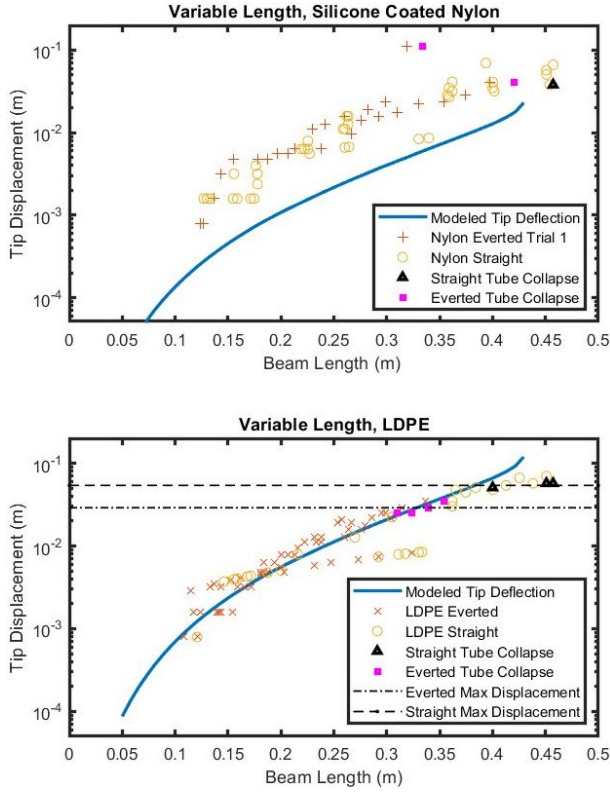 Variable Length, Silicone Coated Nylon
10⁻¹
10⁻²
10⁻³
10⁻⁴
Tip Displacement (m)
Modeled Tip Deflection
Nylon Everted Trial 1
Nylon Straight
Straight Tube Collapse
Everted Tube Collapse
0 0.05 0.1 0.15 0.2 0.25 0.3 0.35 0.4 0.45 0.5
Beam Length (m)
Variable Length, LDPE
10⁻¹
10⁻²
10⁻³
10⁻⁴
Tip Displacement (m)
Modeled Tip Deflection
LDPE Everted
LDPE Straight
Straight Tube Collapse
Everted Tube Collapse
Everted Max Displacement
Straight Max Displacement
0 0.05 0.1 0.15 0.2 0.25 0.3 0.35 0.4 0.45 0.5
Beam Length (m)